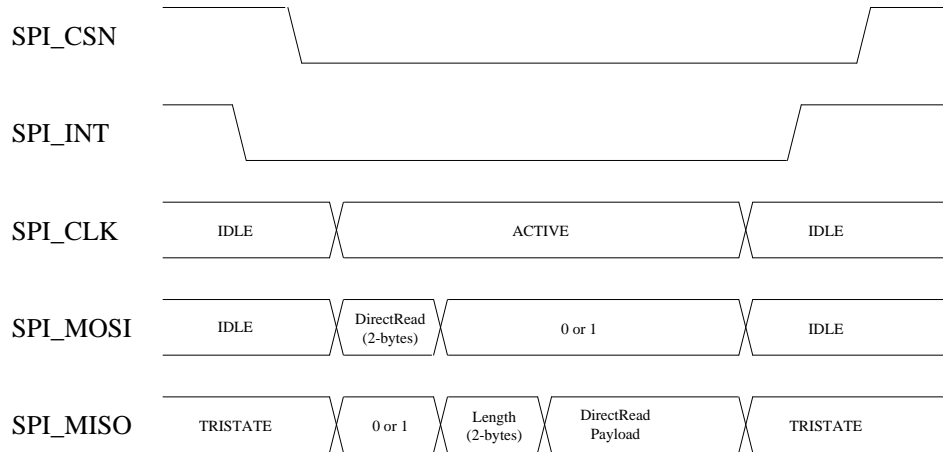 SPI_CSN
SPI_INT
SPI_CLK
IDLE
ACTIVE
IDLE
SPI_MOSI
IDLE
DirectRead
(2-bytes)
0 or 1
IDLE
SPI_MISO
TRISTATE
0 or 1
Length
(2-bytes)
DirectRead
Payload
TRISTATE